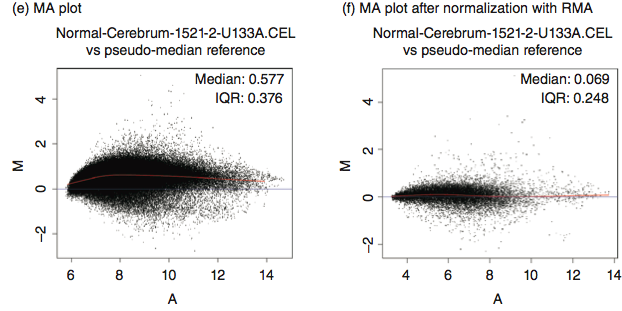 (e) MA plot
Normal-Cerebrum-1521-2-U133A.CEL
vs pseudo-median reference
Median: 0.577
IQR: 0.376
4
2
0
−2
M
6 8 10 12 14
A
(f) MA plot after normalization with RMA
Normal-Cerebrum-1521-2-U133A.CEL
vs pseudo-median reference
Median: 0.069
IQR: 0.248
4
2
0
−2
M
4 6 8 10 12 14
A